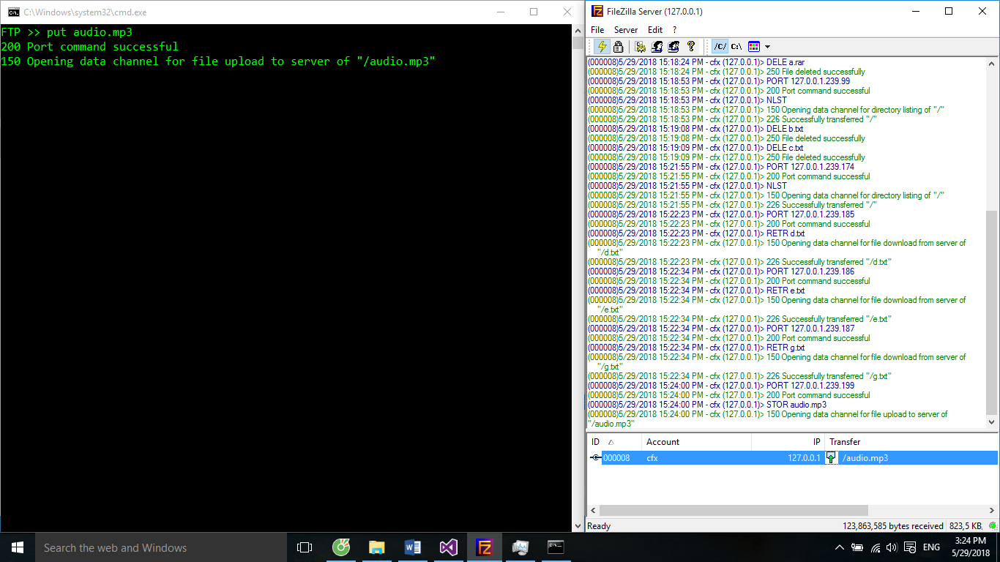 C:\Windows\system32\cmd.exe
FTP >> put audio.mp3
200 Port command successful
150 Opening data channel for file upload to server of "/audio.mp3"
FileZilla Server (127.0.0.1)
File Server Edit ?
/C/ C:\
(000008)5/29/2018 15:18:24 PM - cfx (127.0.0.1)> DELE a.rar
(000008)5/29/2018 15:18:24 PM - cfx (127.0.0.1)> 250 File deleted successfully
(000008)5/29/2018 15:18:53 PM - cfx (127.0.0.1)> PORT 127.0.0.1.239.99
(000008)5/29/2018 15:18:53 PM - cfx (127.0.0.1)> 200 Port command successful
(000008)5/29/2018 15:18:53 PM - cfx (127.0.0.1)> NLST
(000008)5/29/2018 15:18:53 PM - cfx (127.0.0.1)> 150 Opening data channel for directory listing of "/"
(000008)5/29/2018 15:18:53 PM - cfx (127.0.0.1)> 226 Successfully transferred "/"
(000008)5/29/2018 15:19:08 PM - cfx (127.0.0.1)> DELE b.txt
(000008)5/29/2018 15:19:08 PM - cfx (127.0.0.1)> 250 File deleted successfully
(000008)5/29/2018 15:19:09 PM - cfx (127.0.0.1)> DELE c.txt
(000008)5/29/2018 15:19:09 PM - cfx (127.0.0.1)> 250 File deleted successfully
(000008)5/29/2018 15:21:55 PM - cfx (127.0.0.1)> PORT 127.0.0.1.239.174
(000008)5/29/2018 15:21:55 PM - cfx (127.0.0.1)> 200 Port command successful
(000008)5/29/2018 15:21:55 PM - cfx (127.0.0.1)> NLST
(000008)5/29/2018 15:21:55 PM - cfx (127.0.0.1)> 150 Opening data channel for directory listing of "/"
(000008)5/29/2018 15:21:55 PM - cfx (127.0.0.1)> 226 Successfully transferred "/"
(000008)5/29/2018 15:22:23 PM - cfx (127.0.0.1)> PORT 127.0.0.1.239.185
(000008)5/29/2018 15:22:23 PM - cfx (127.0.0.1)> 200 Port command successful
(000008)5/29/2018 15:22:23 PM - cfx (127.0.0.1)> RETR d.txt
(000008)5/29/2018 15:22:23 PM - cfx (127.0.0.1)> 150 Opening data channel for file download from server of
"/d.txt"
(000008)5/29/2018 15:22:23 PM - cfx (127.0.0.1)> 226 Successfully transferred "/d.txt"
(000008)5/29/2018 15:22:34 PM - cfx (127.0.0.1)> PORT 127.0.0.1.239.186
(000008)5/29/2018 15:22:34 PM - cfx (127.0.0.1)> 200 Port command successful
(000008)5/29/2018 15:22:34 PM - cfx (127.0.0.1)> RETR e.txt
(000008)5/29/2018 15:22:34 PM - cfx (127.0.0.1)> 150 Opening data channel for file download from server of
"/e.txt"
(000008)5/29/2018 15:22:34 PM - cfx (127.0.0.1)> 226 Successfully transferred "/e.txt"
(000008)5/29/2018 15:22:34 PM - cfx (127.0.0.1)> PORT 127.0.0.1.239.187
(000008)5/29/2018 15:22:34 PM - cfx (127.0.0.1)> 200 Port command successful
(000008)5/29/2018 15:22:34 PM - cfx (127.0.0.1)> RETR g.txt
(000008)5/29/2018 15:22:34 PM - cfx (127.0.0.1)> 150 Opening data channel for file download from server of
"/g.txt"
(000008)5/29/2018 15:22:34 PM - cfx (127.0.0.1)> 226 Successfully transferred "/g.txt"
(000008)5/29/2018 15:24:00 PM - cfx (127.0.0.1)> PORT 127.0.0.1.239.199
(000008)5/29/2018 15:24:00 PM - cfx (127.0.0.1)> 200 Port command successful
(000008)5/29/2018 15:24:00 PM - cfx (127.0.0.1)> STOR audio.mp3
(000008)5/29/2018 15:24:00 PM - cfx (127.0.0.1)> 150 Opening data channel for file upload to server of
"/audio.mp3"
ID Account IP Transfer
000008 cfx 127.0.0.1 /audio.mp3
Ready 123,863,585 bytes received 823,5 KB,
Search the web and Windows
ENG 3:24 PM
5/29/2018